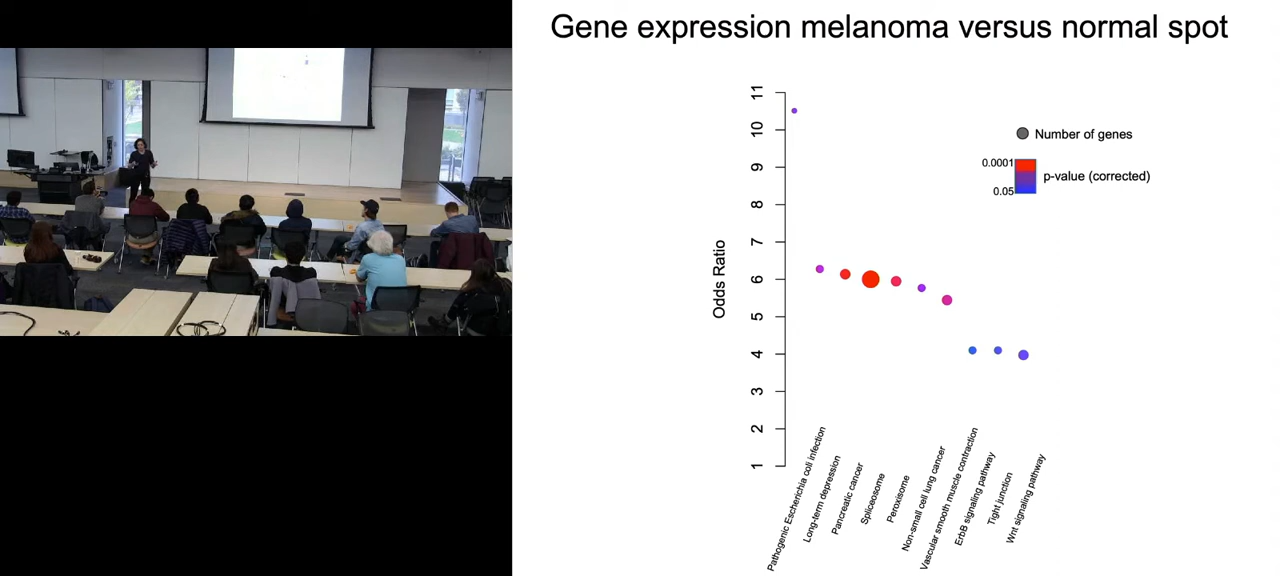 Gene expression melanoma versus normal spot
11
10
9
8
7
6
5
4
3
2
1
Odds Ratio
Number of genes
0.0001
0.05
p-value (corrected)
Pathogenic Escherichia coli infection
Long-term depression
Pancreatic cancer
Spliceosome
Peroxisome
Non-small cell lung cancer
Vascular smooth muscle contraction
ErbB signaling pathway
Tight junction
Wnt signaling pathway